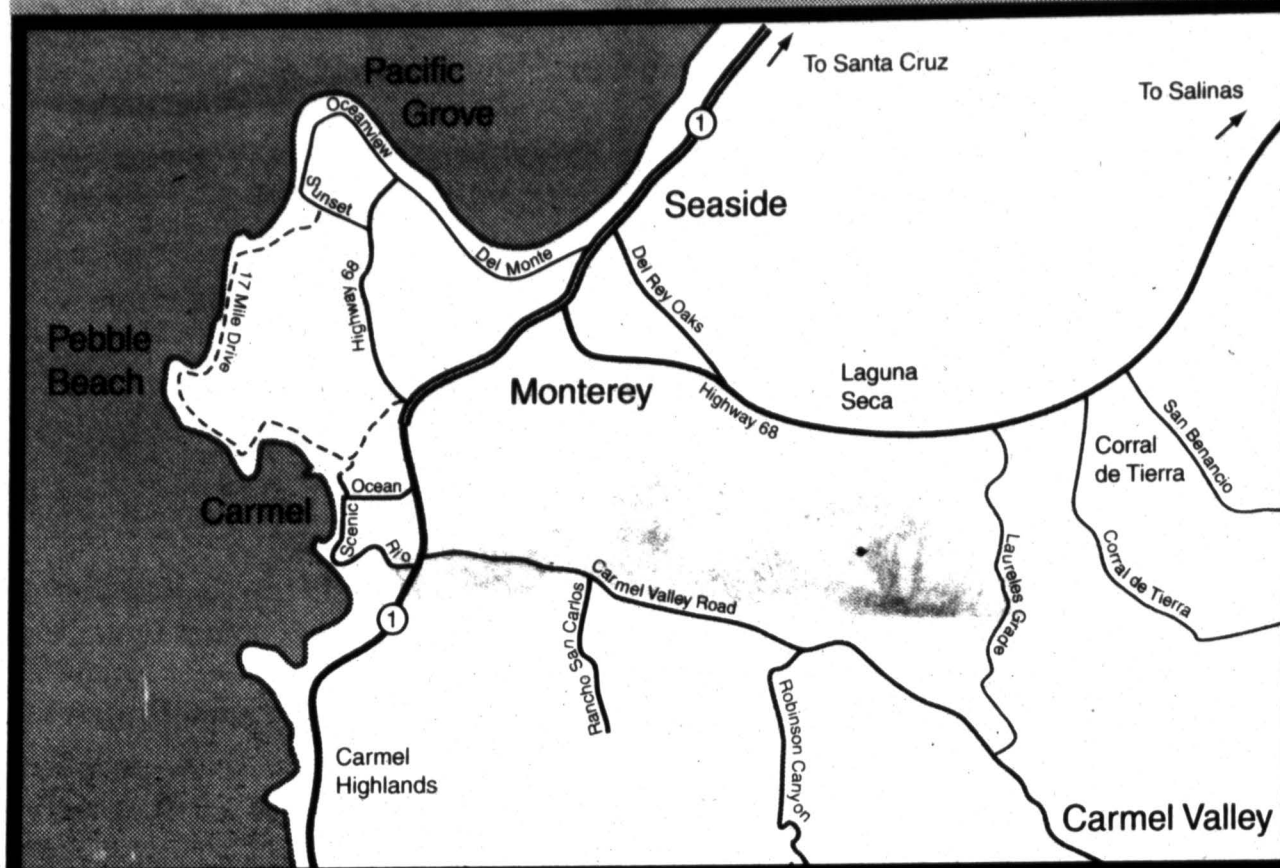 Pacific
Grove
To Santa Cruz
To Salinas
Oceanview
1
Sunset
Seaside
Del Monte
Del Rey Oaks
17 Mile Drive
Highway 68
Pebble
Beach
Monterey
Highway 68
Laguna
Seca
San Benancio
Corral
de Tierra
Ocean
Carmel
Scenic
Rio
Laureles Grade
Corral de Tierra
Carmel Valley Road
1
Rancho San Carlos
Robinson Canyon
Carmel
Highlands
Carmel Valley